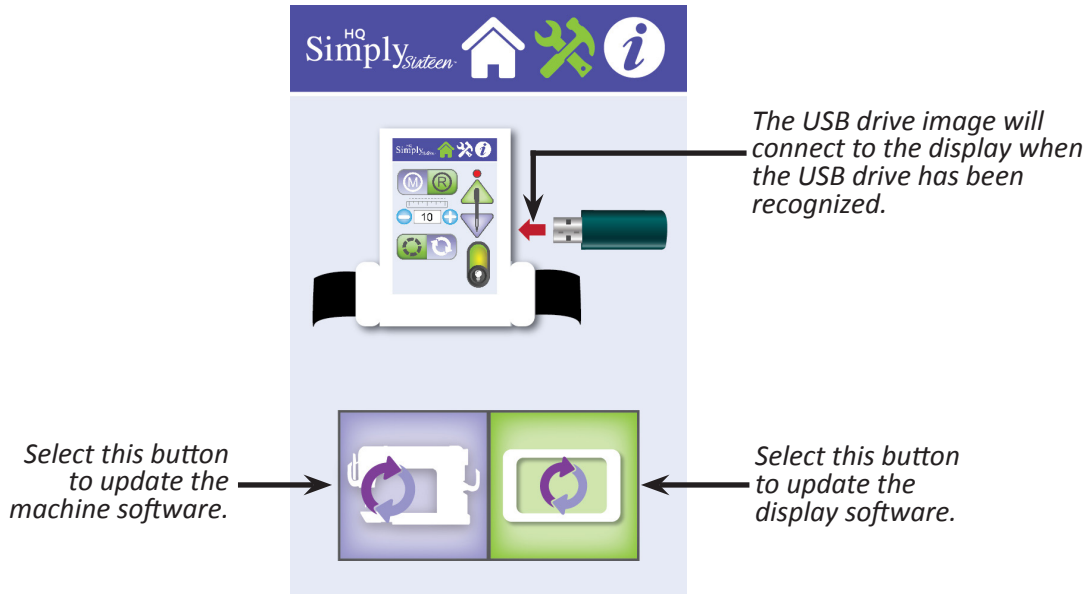 HQ
Simply Sixteen
i
The USB drive image will
connect to the display when
the USB drive has been
recognized.
Simply Sixteen
i
M R
10
Select this button
to update the
machine software.
Select this button
to update the
display software.